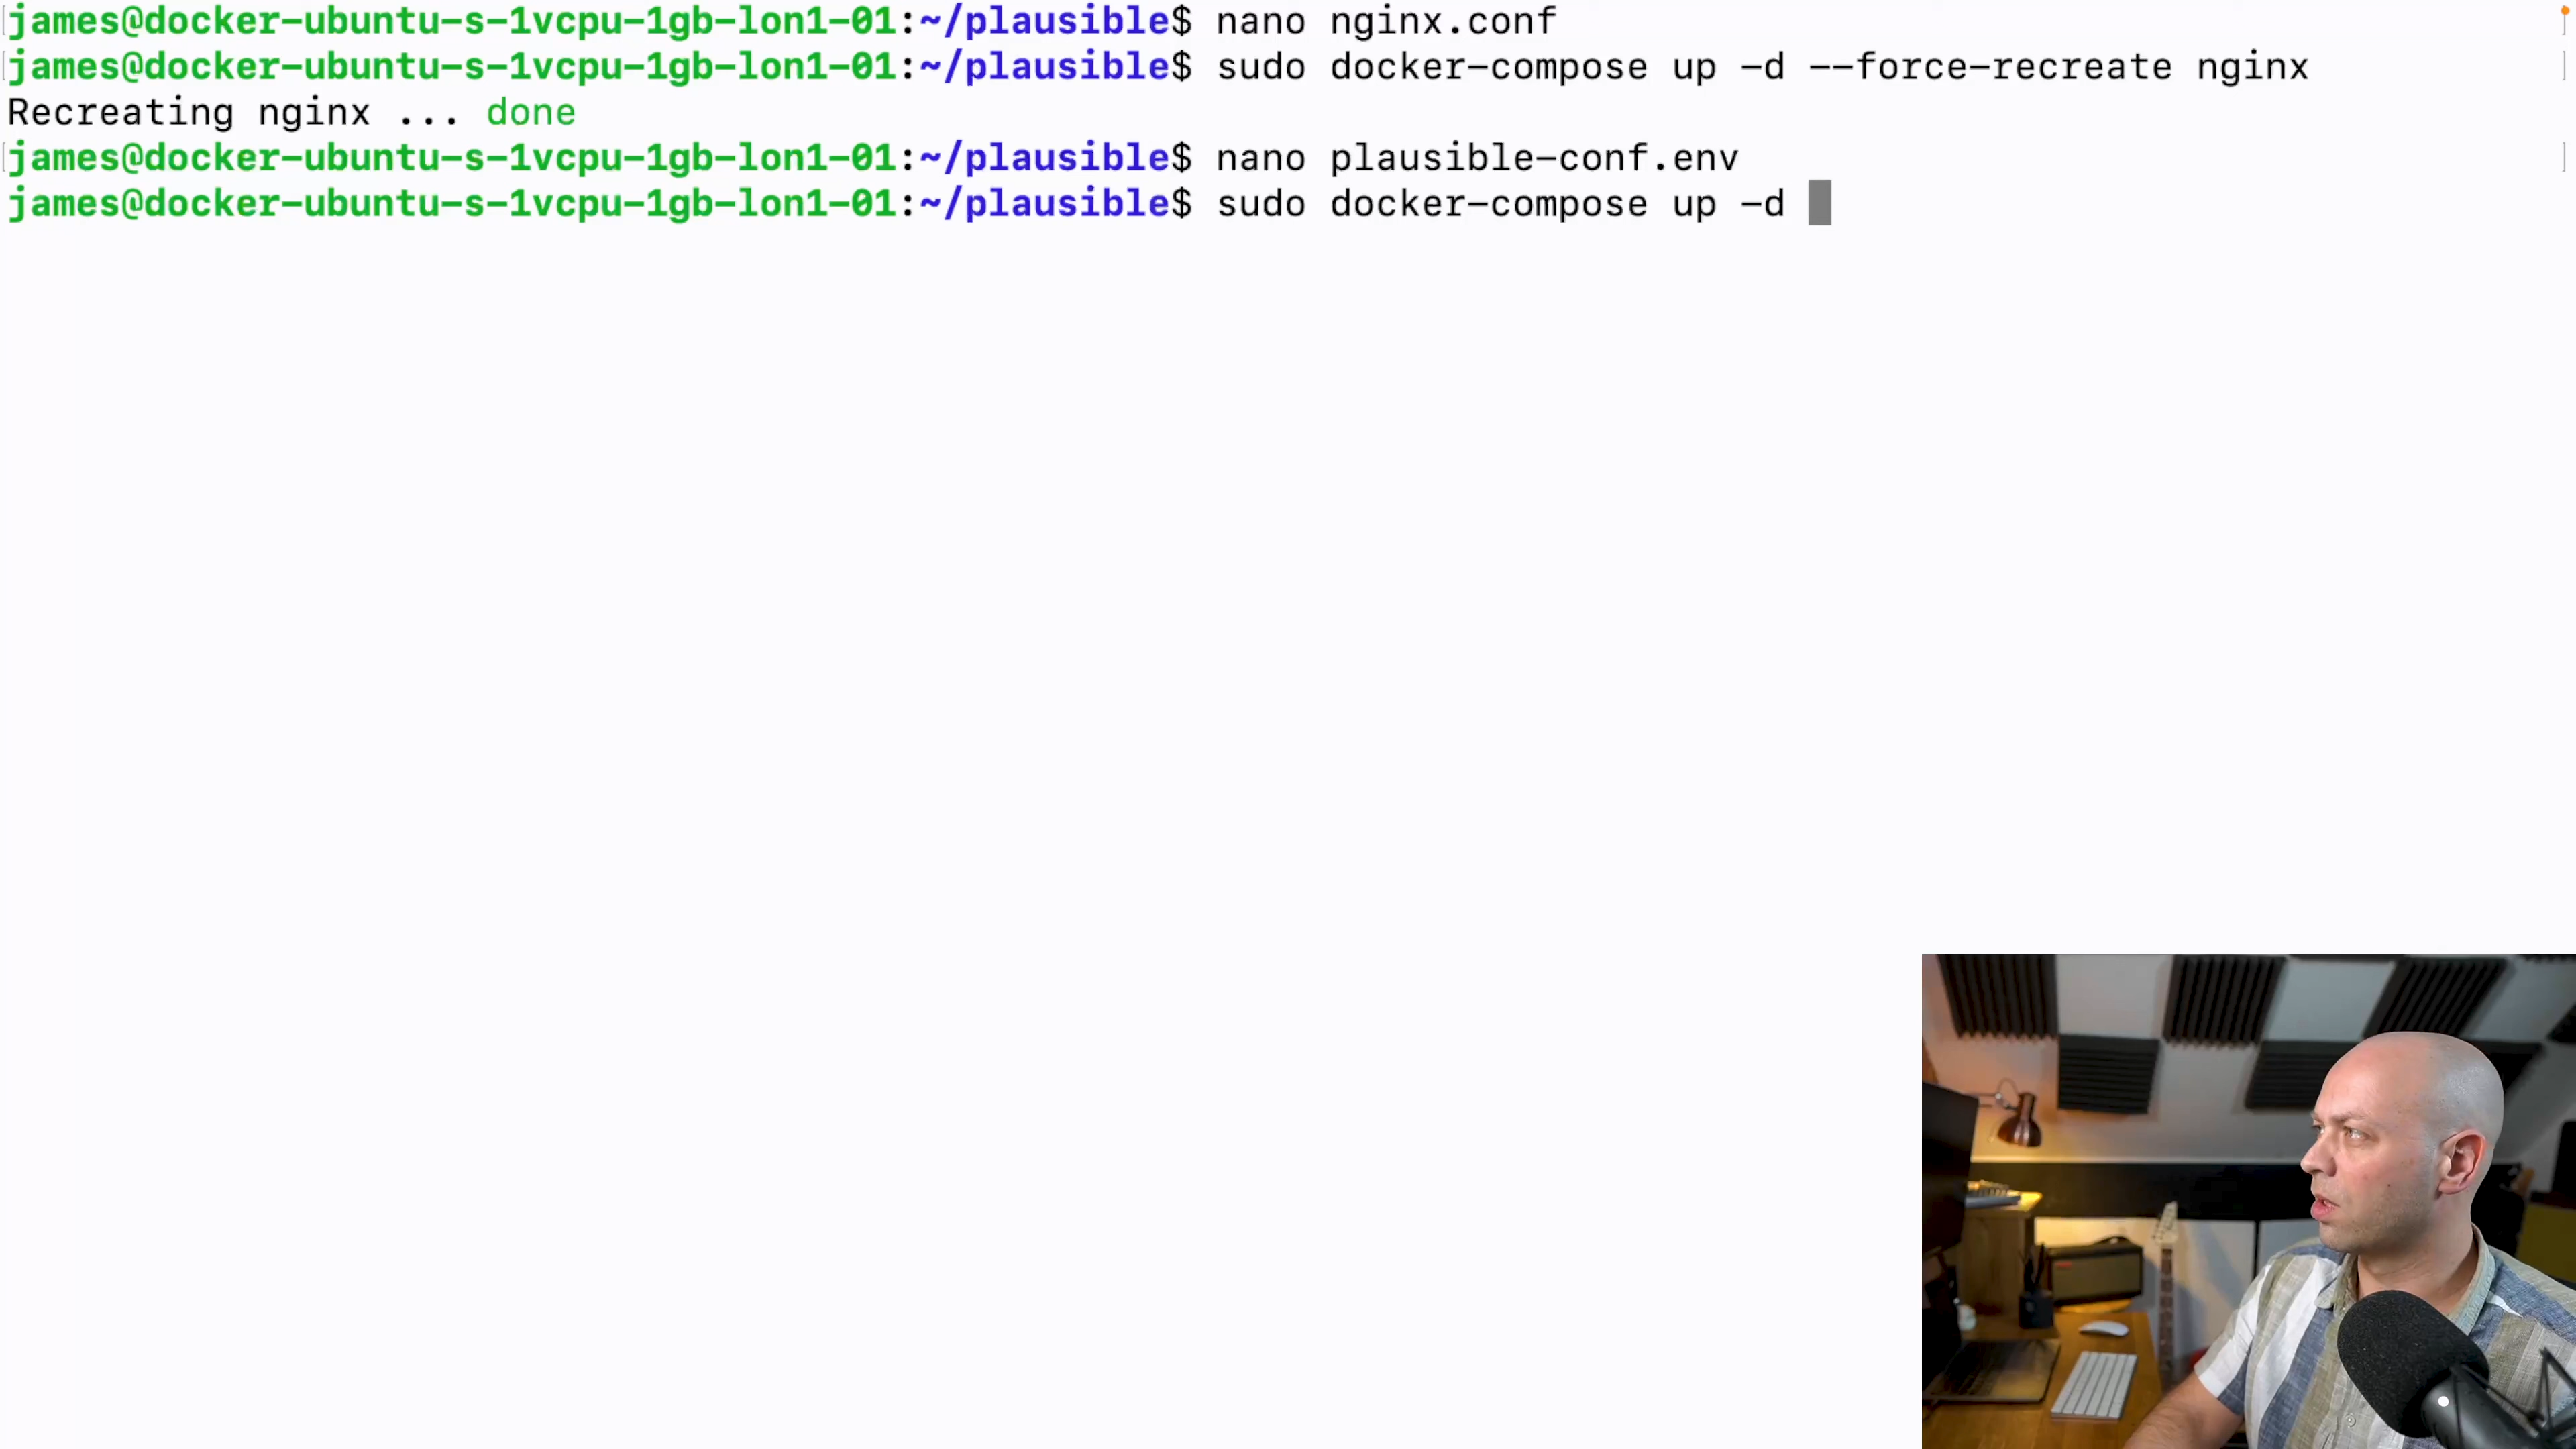 james@docker-ubuntu-s-1vcpu-1gb-lon1-01:~/plausible$ nano nginx.conf
james@docker-ubuntu-s-1vcpu-1gb-lon1-01:~/plausible$ sudo docker-compose up -d --force-recreate nginx
Recreating nginx ... done
james@docker-ubuntu-s-1vcpu-1gb-lon1-01:~/plausible$ nano plausible-conf.env
james@docker-ubuntu-s-1vcpu-1gb-lon1-01:~/plausible$ sudo docker-compose up -d